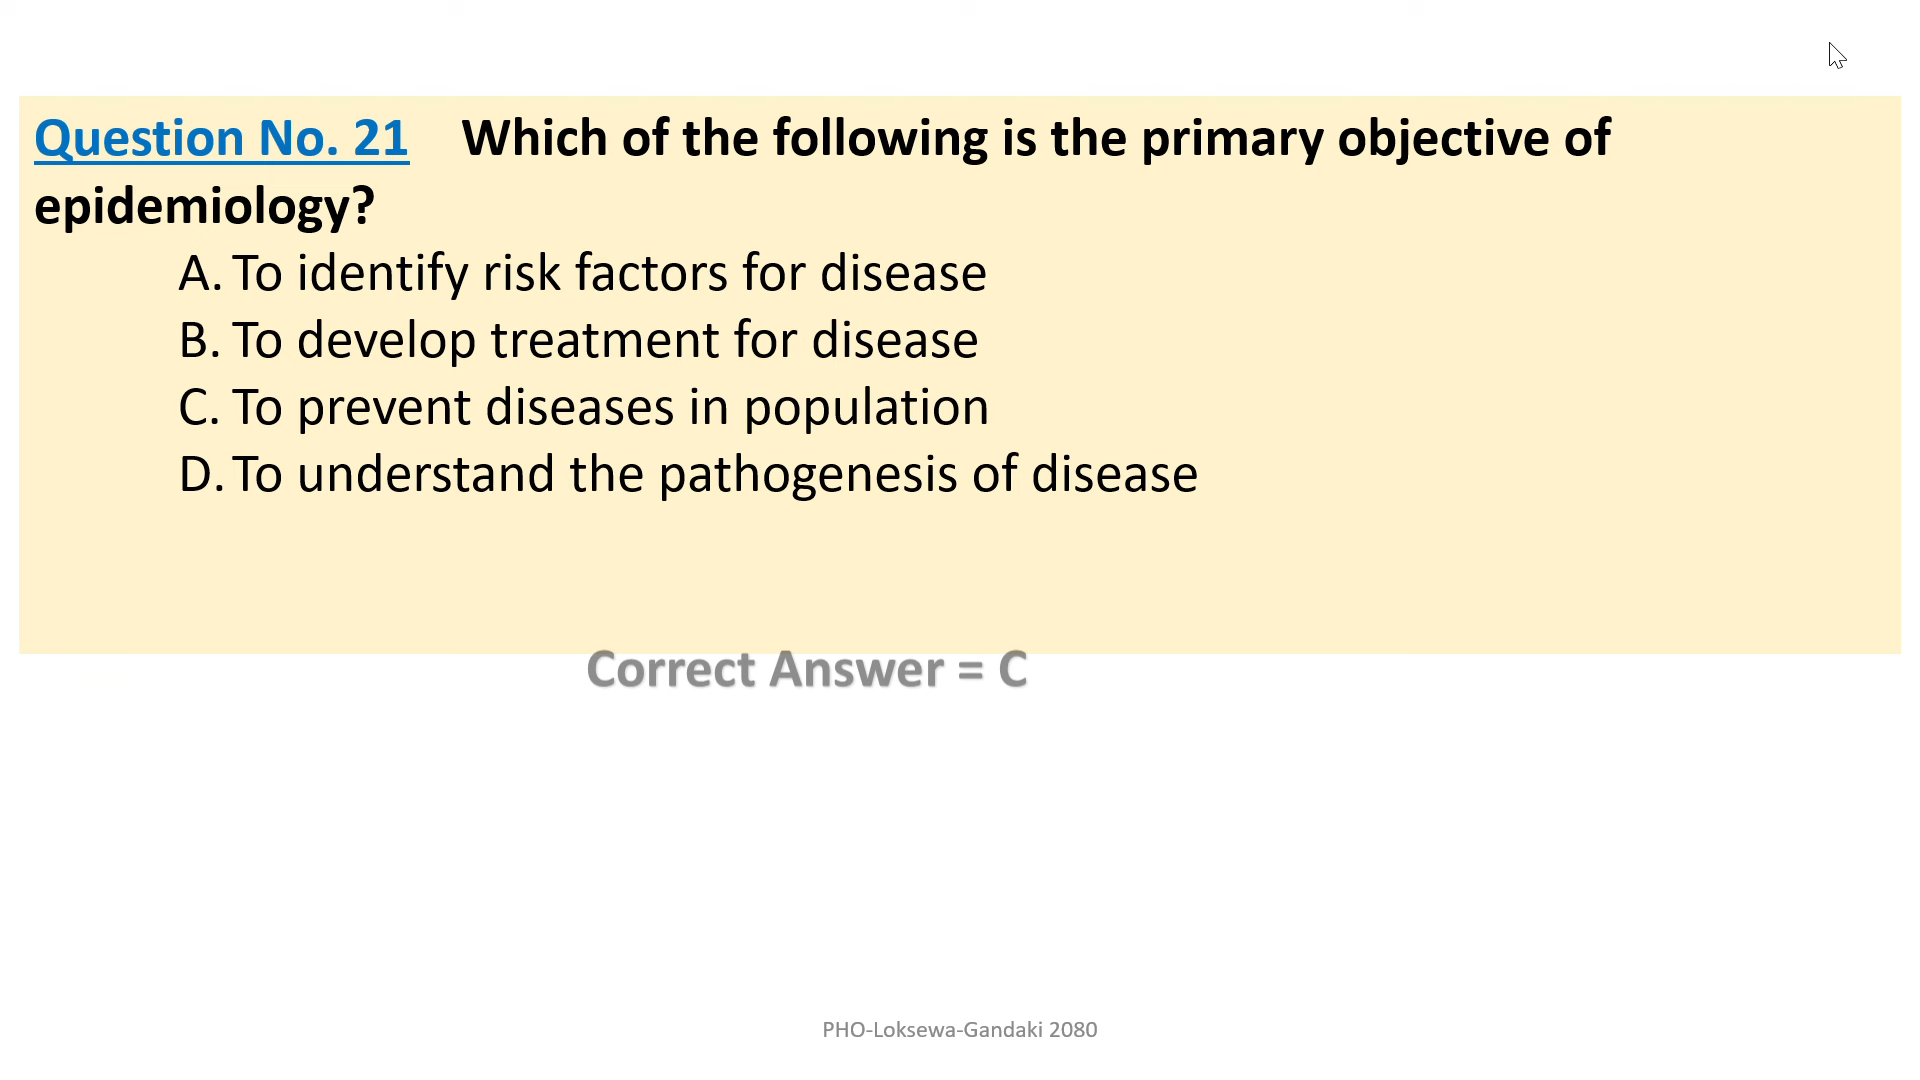 Question No. 21 Which of the following is the primary objective of
epidemiology?
A. To identify risk factors for disease
B. To develop treatment for disease
C. To prevent diseases in population
D. To understand the pathogenesis of disease
Correct Answer = C
PHO-Loksewa-Gandaki 2080